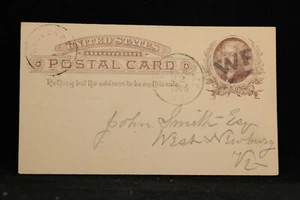 UNITED STATES
POSTAL CARD
Nothing but the address to be on this side.
WF
John Smith Esq
West Newbury
Vt